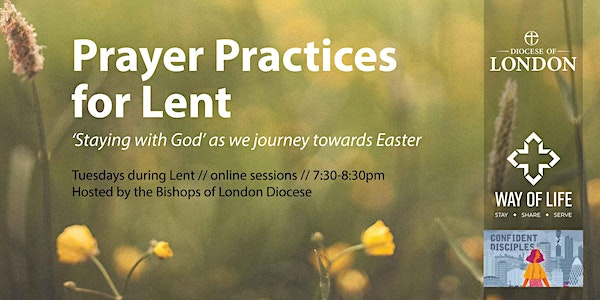 Prayer Practices
for Lent
'Staying with God' as we journey towards Easter
Tuesdays during Lent // online sessions // 7:30-8:30pm
Hosted by the Bishops of London Diocese
DIOCESE OF
LONDON
WAY OF LIFE
STAY ✦ SHARE ✦ SERVE
CONFIDENT
DISCIPLES